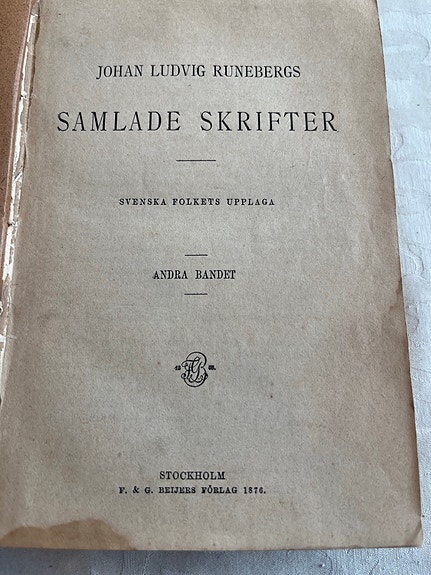 JOHAN LUDVIG RUNEBERGS
SAMLADE SKRIFTER
SVENSKA FOLKETS UPPLAGA
ANDRA BANDET
STOCKHOLM
F. & G. BEIJERS FÖRLAG 1876.